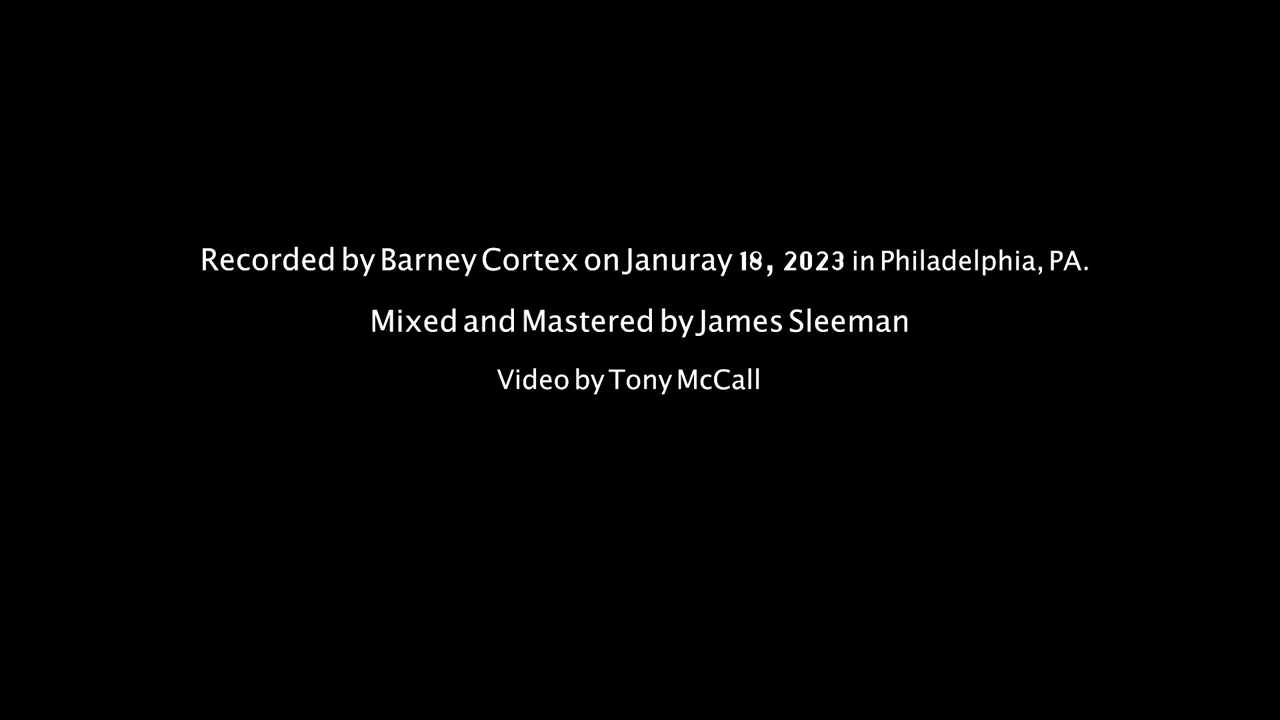 Recorded by Barney Cortex on Januray 18, 2023 in Philadelphia, PA.
Mixed and Mastered by James Sleeman
Video by Tony McCall